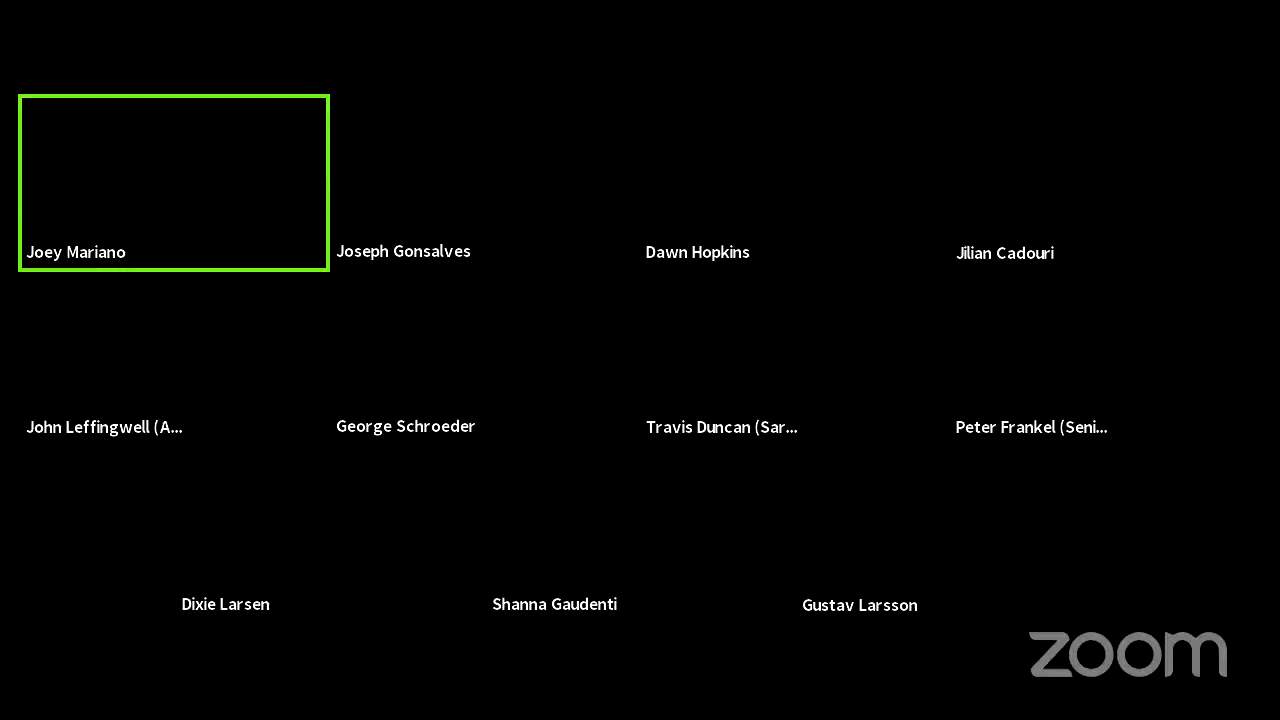 Joey Mariano
Joseph Gonsalves
Dawn Hopkins
Jilian Cadouri
John Leffingwell (A...
George Schroeder
Travis Duncan (Sar...
Peter Frankel (Seni...
Dixie Larsen
Shanna Gaudenti
Gustav Larsson
zoom